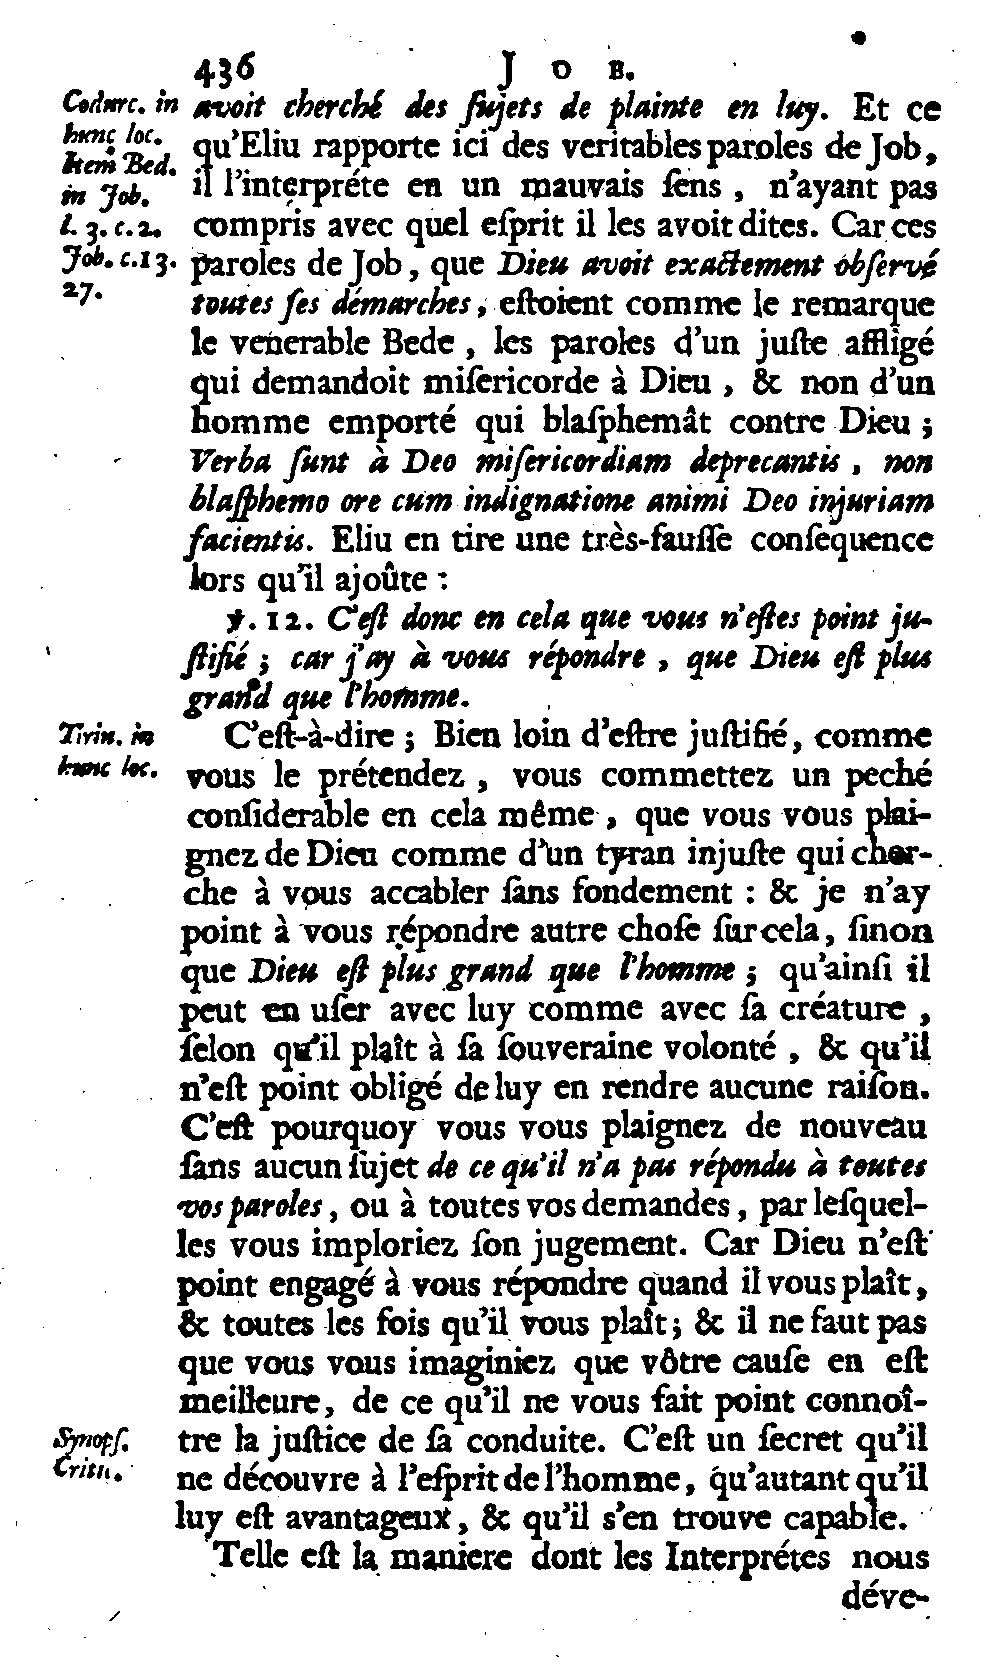 436 JOB.
Codurc. in
hunc loc.
Item Bed.
in Job.
l. 3. c. 2.
Job. c. 13.
27.
avoit cherché des ſujets de plainte en luy. Et ce
qu'Eliu rapporte ici des veritables paroles de Job,
il l'interpréte en un mauvais ſens, n'ayant pas
compris avec quel eſprit il les avoit dites. Car ces
paroles de Job, que Dieu avoit exactement obſervé
toutes ſes démarches, eſtoient comme le remarque
le venerable Bede, les paroles d'un juſte affligé
qui demandoit miſericorde à Dieu, & non d'un
homme emporté qui blaſphemât contre Dieu;
Verba ſunt à Deo miſericordiam deprecantis, non
blaſphemo ore cum indignatione animi Deo injuriam
facientis. Eliu en tire une très-fauſſe conſequence
lors qu'il ajoûte :
℣. 12. C'eſt donc en cela que vous n'eſtes point ju-
ſtifié; car j'ay à vous répondre, que Dieu eſt plus
grand que l'homme.
Tirin. in
hunc loc.
C'eſt-à-dire; Bien loin d'eſtre juſtifié, comme
vous le prétendez, vous commettez un peché
conſiderable en cela même, que vous vous plai-
gnez de Dieu comme d'un tyran injuſte qui cher-
che à vous accabler ſans fondement : & je n'ay
point à vous répondre autre choſe ſur cela, ſinon
que Dieu eſt plus grand que l'homme; qu'ainſi il
peut en uſer avec luy comme avec ſa créature,
ſelon qu'il plaît à ſa ſouveraine volonté, & qu'il
n'eſt point obligé de luy en rendre aucune raiſon.
C'eſt pourquoy vous vous plaignez de nouveau
ſans aucun ſujet de ce qu'il n'a pas répondu à toutes
vos paroles, ou à toutes vos demandes, par leſquel-
les vous imploriez ſon jugement. Car Dieu n'eſt
point engagé à vous répondre quand il vous plaît,
& toutes les fois qu'il vous plaît; & il ne faut pas
que vous vous imaginiez que vôtre cauſe en eſt
meilleure, de ce qu'il ne vous fait point connoî-
Synopſ.
Criti.
tre la juſtice de ſa conduite. C'eſt un ſecret qu'il
ne découvre à l'eſprit de l'homme, qu'autant qu'il
luy eſt avantageux, & qu'il s'en trouve capable.
Telle eſt la maniere dont les Interprétes nous
déve-